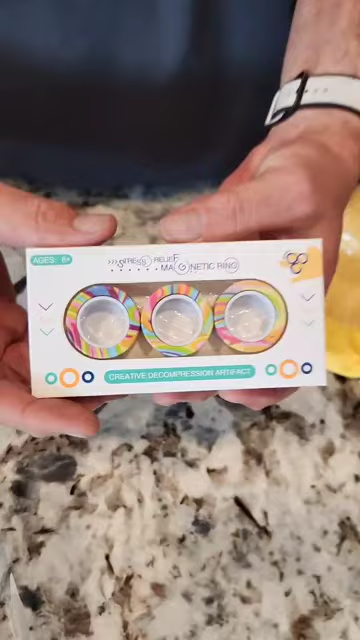 AGES: 6+
STRESS RELIEF
MAGNETIC RING
CREATIVE DECOMPRESSION ARTIFACT